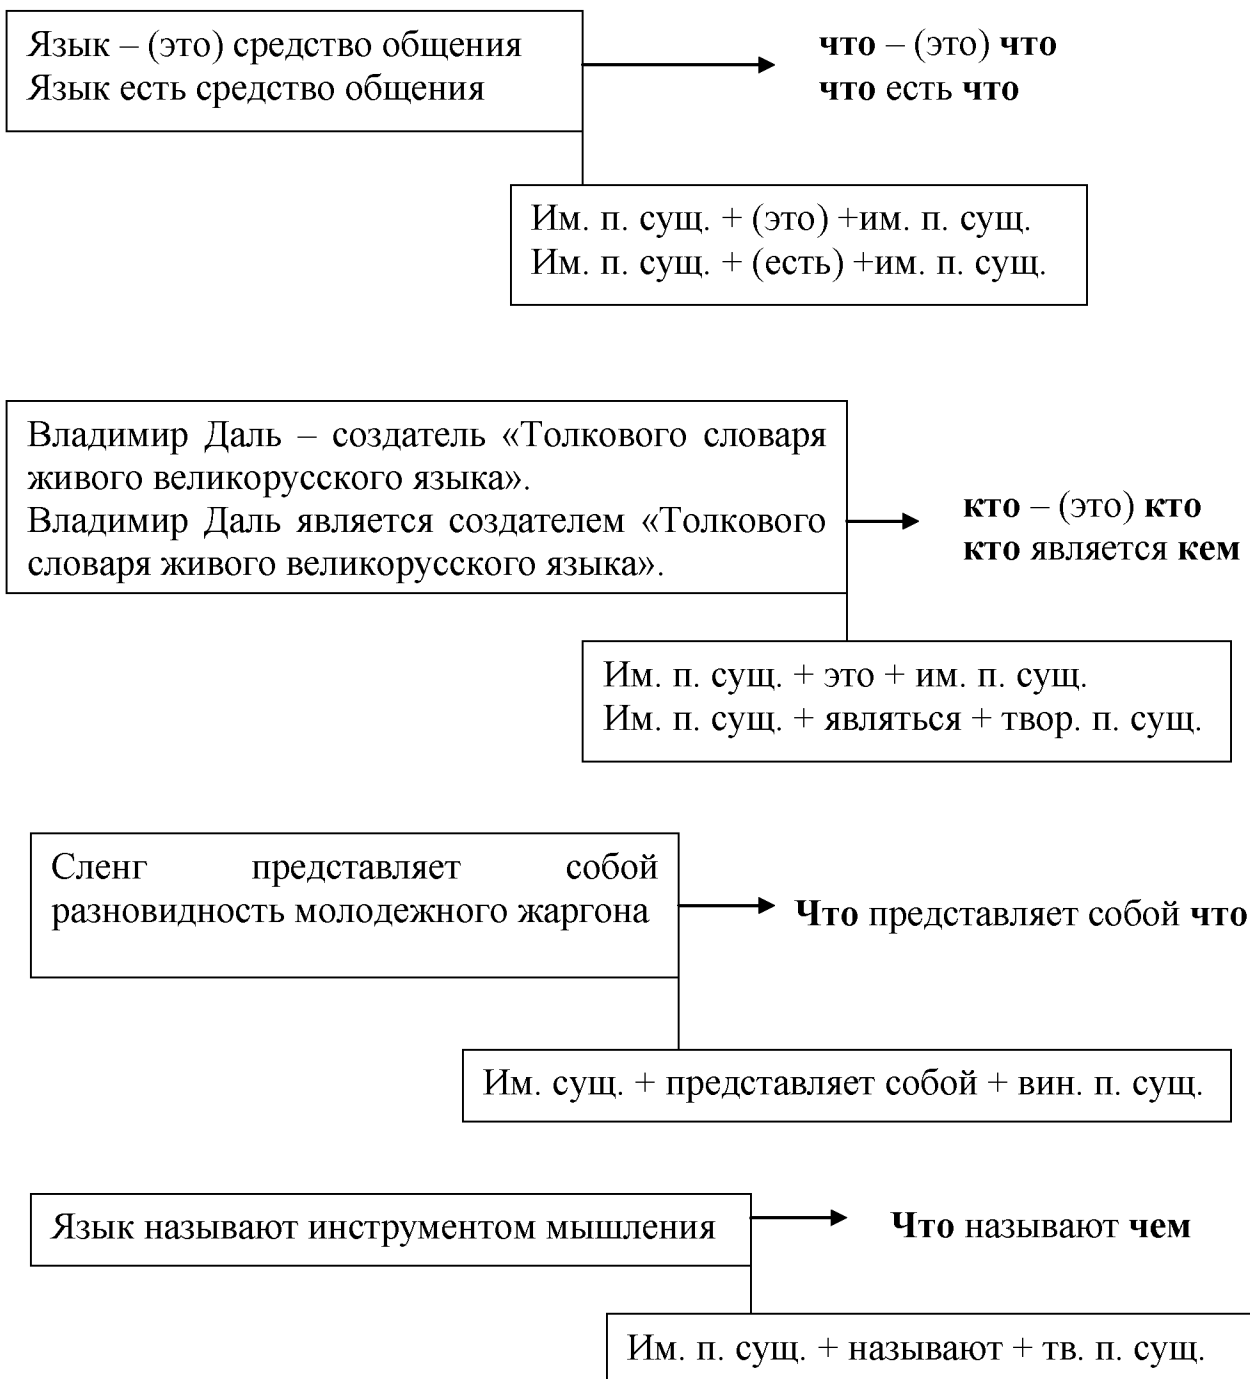 Язык – (это) средство общения
Язык есть средство общения
что – (это) что
что есть что
Им. п. сущ. + (это) +им. п. сущ.
Им. п. сущ. + (есть) +им. п. сущ.
Владимир Даль – создатель «Толкового словаря
живого великорусского языка».
Владимир Даль является создателем «Толкового
словаря живого великорусского языка».
кто – (это) кто
кто является кем
Им. п. сущ. + это + им. п. сущ.
Им. п. сущ. + являться + твор. п. сущ.
Сленг представляет собой
разновидность молодежного жаргона
Что представляет собой что
Им. сущ. + представляет собой + вин. п. сущ.
Язык называют инструментом мышления
Что называют чем
Им. п. сущ. + называют + тв. п. сущ.